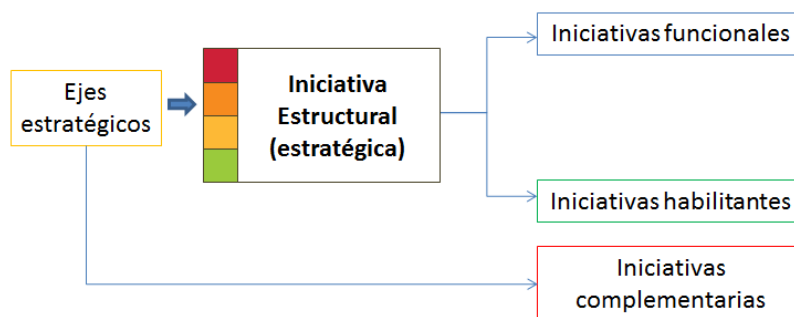 Ejes
estratégicos
Iniciativa
Estructural
(estratégica)
Iniciativas funcionales
Iniciativas habilitantes
Iniciativas
complementarias